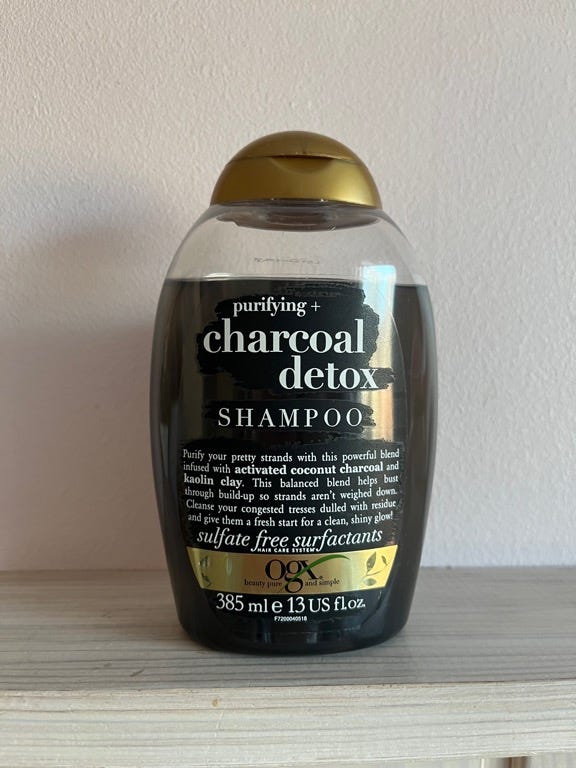 purifying +
charcoal
detox
SHAMPOO
Purify your pretty strands with this powerful blend
infused with activated coconut charcoal and
kaolin clay. This balanced blend helps bust
through build-up so strands aren't weighed down.
Cleanse your congested tresses dulled with residue
and give them a fresh start for a clean, shiny glow!
sulfate free surfactants
HAIR CARE SYSTEM
ogx®
beauty pure and simple
385 ml e 13 US fl.oz.
F7200040518